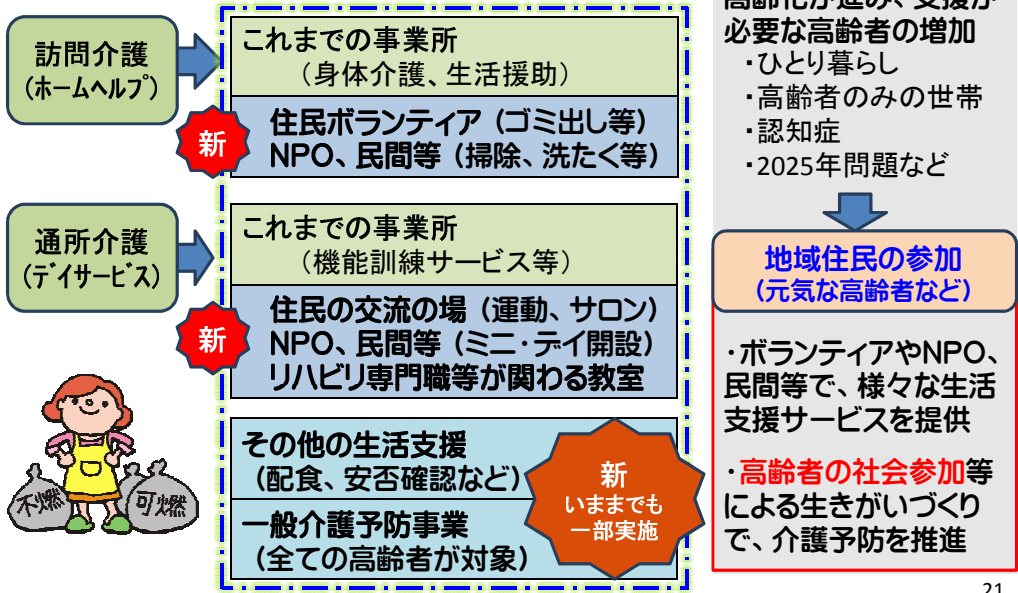 訪問介護
(ホームヘルプ)
これまでの事業所
（身体介護、生活援助）
新
住民ボランティア（ゴミ出し等）
NPO、民間等（掃除、洗たく等）
通所介護
(デイサービス)
これまでの事業所
（機能訓練サービス等）
新
住民の交流の場（運動、サロン）
NPO、民間等（ミニ・デイ開設）
リハビリ専門職等が関わる教室
その他の生活支援
（配食、安否確認など）
一般介護予防事業
（全ての高齢者が対象）
新
いままでも
一部実施
不燃
可燃
高齢化が進み、支援が
必要な高齢者の増加
・ひとり暮らし
・高齢者のみの世帯
・認知症
・2025年問題など
地域住民の参加
（元気な高齢者など）
・ボランティアやNPO、
民間等で、様々な生活
支援サービスを提供
・高齢者の社会参加等
による生きがいづくり
で、介護予防を推進
21